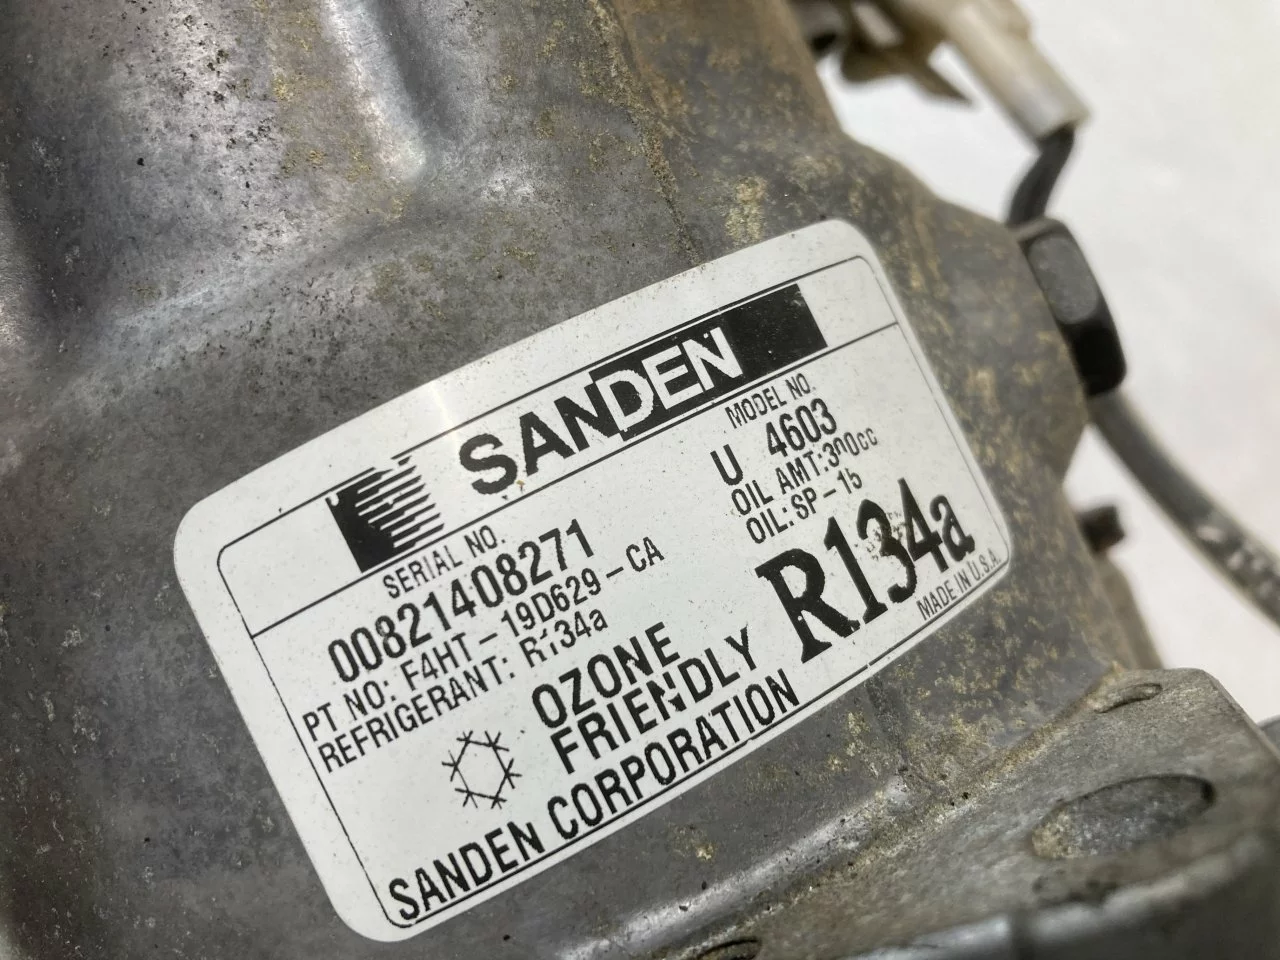 SANDEN
SERIAL NO.
00821408271
PT NO: F4HT-19D629-CA
REFRIGERANT: R134a
MODEL NO.
U 4603
OIL AMT:300cc
OIL: SP-15
OZONE
FRIENDLY
R134a
SANDEN CORPORATION
MADE IN U.S.A.